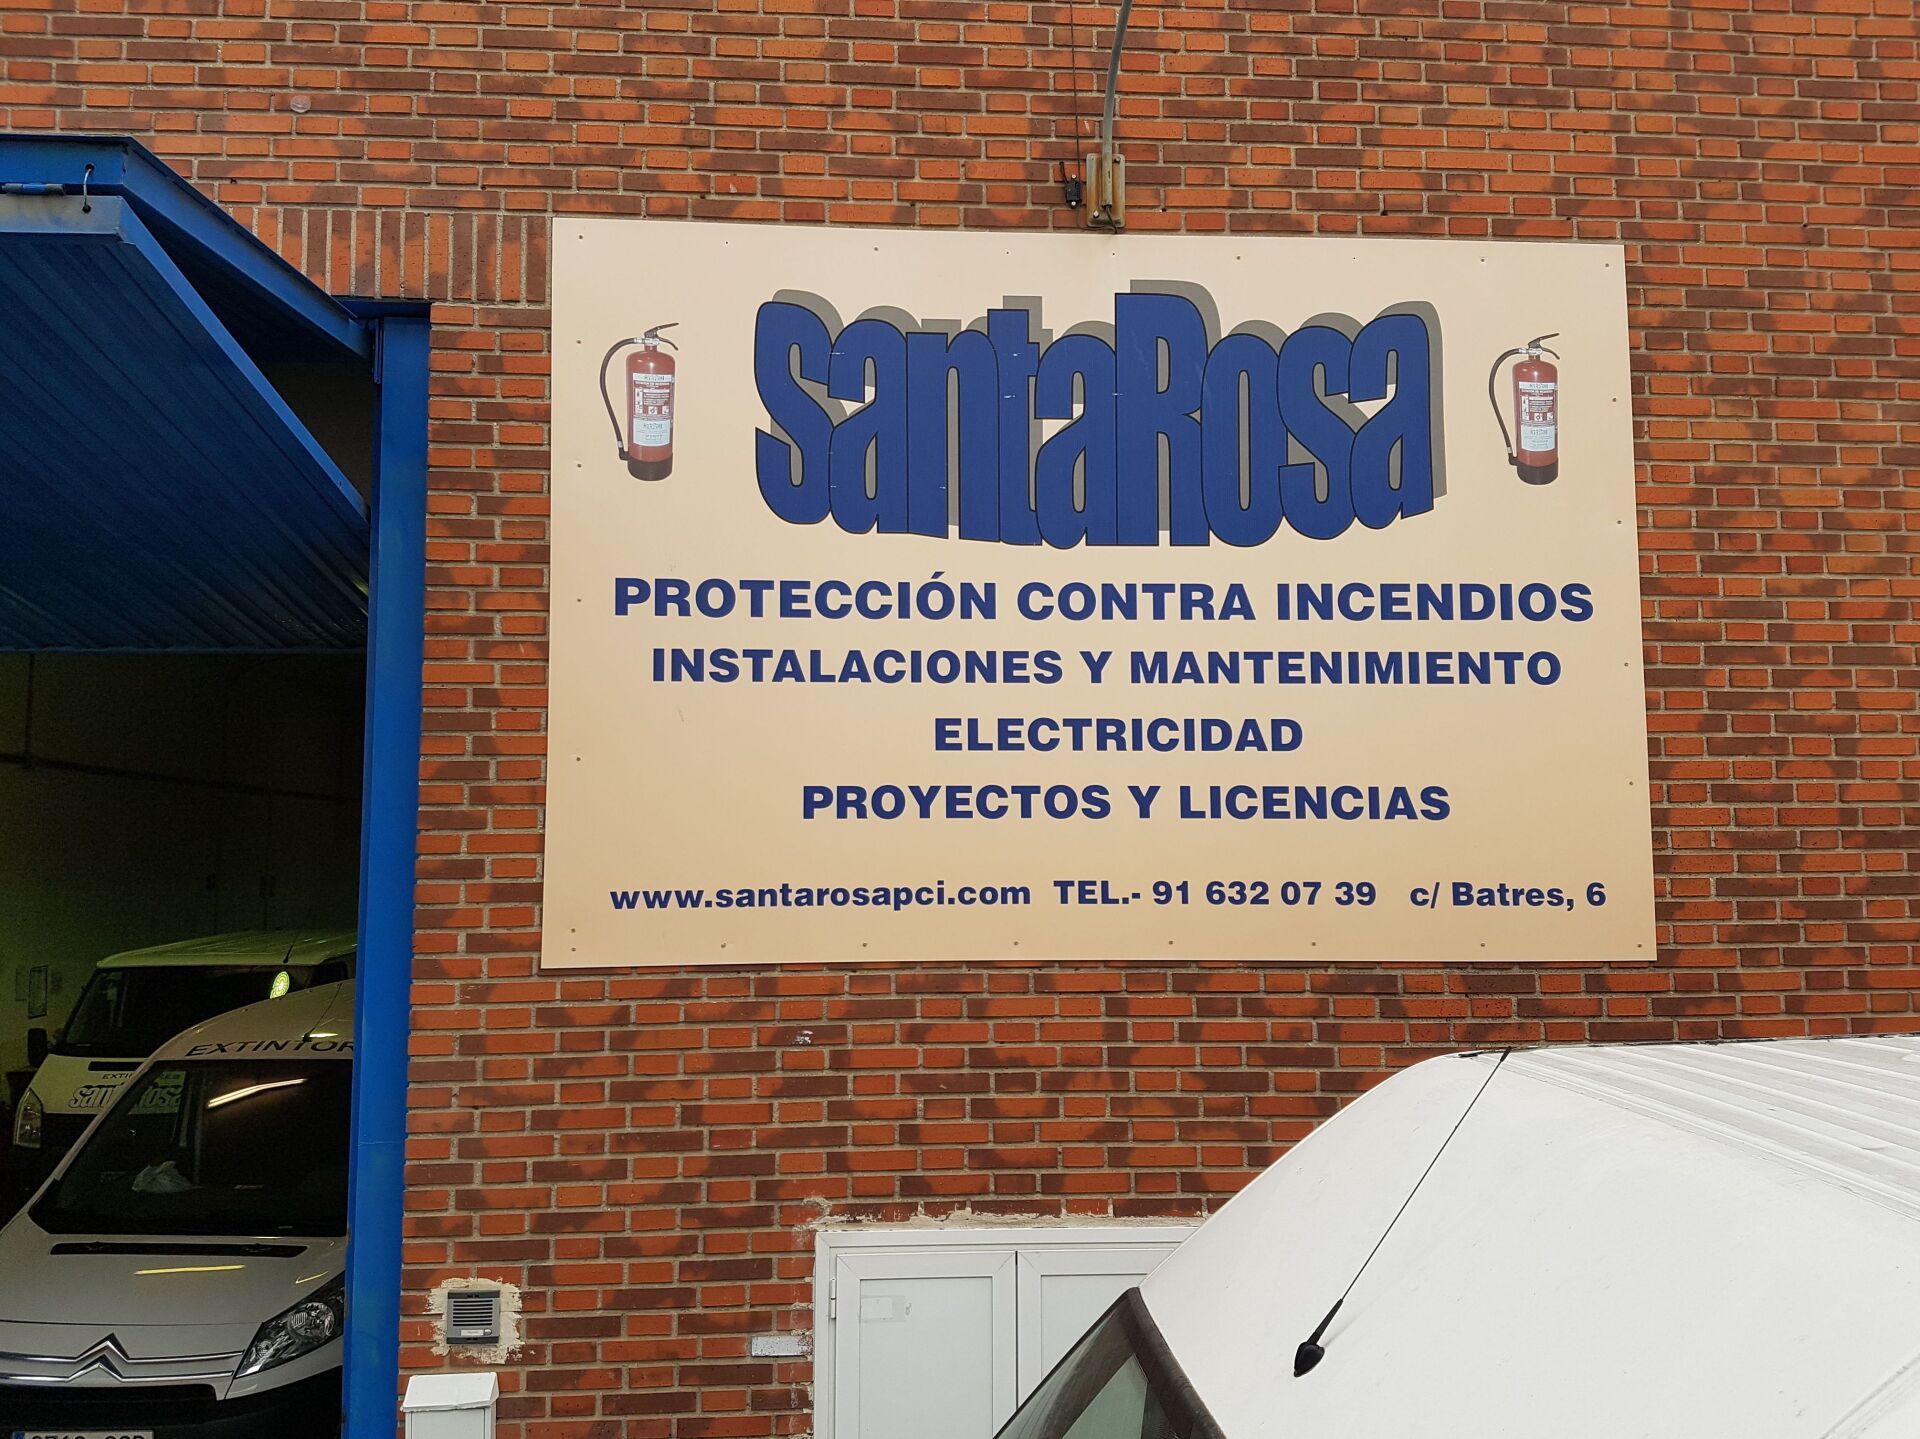 SantaRosa
PROTECCIÓN CONTRA INCENDIOS
INSTALACIONES Y MANTENIMIENTO
ELECTRICIDAD
PROYECTOS Y LICENCIAS
www.santarosapci.com TEL.- 91 632 07 39 c/ Batres, 6
EXTINTOR
SantaRosa